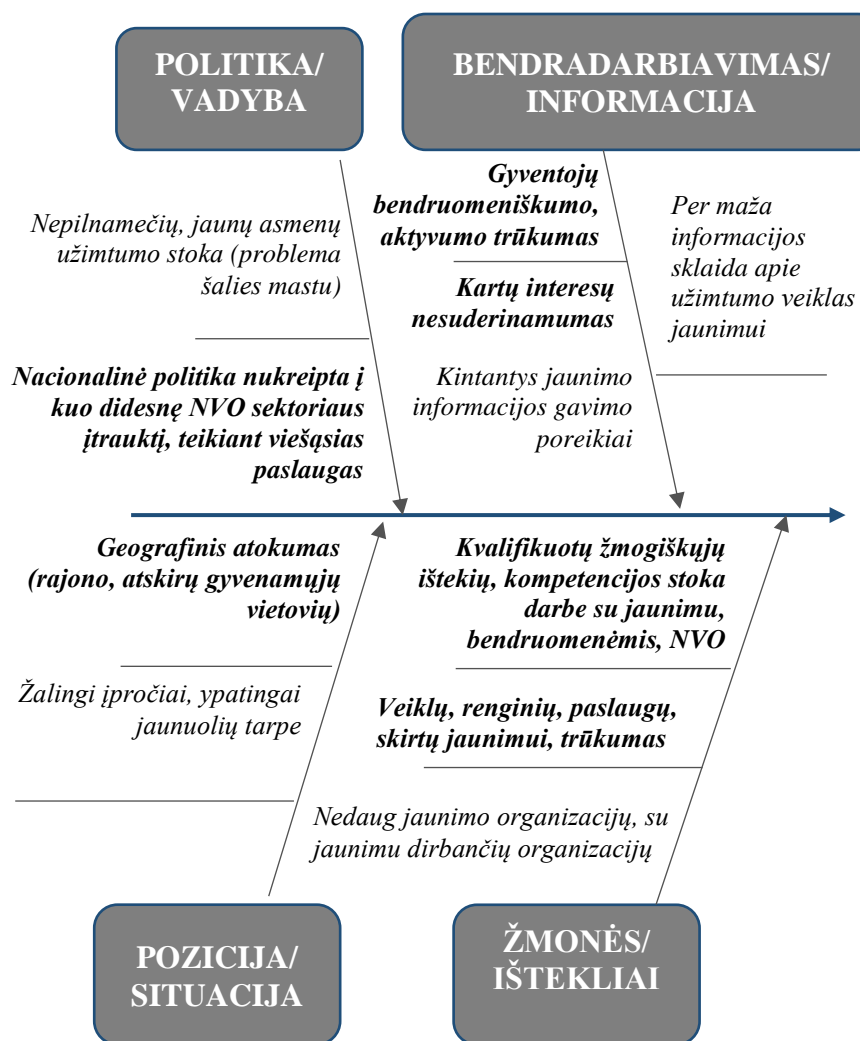 POLITIKA/
VADYBA
BENDRADARBIAVIMAS/
INFORMACIJA
Nepilnamečių, jaunų asmenų
užimtumo stoka (problema
šalies mastu)
Nacionalinė politika nukreipta į
kuo didesnę NVO sektoriaus
įtrauktį, teikiant viešąsias
paslaugas
Gyventojų
bendruomeniškumo,
aktyvumo trūkumas
Kartų interesų
nesuderinamumas
Kintantys jaunimo
informacijos gavimo
poreikiai
Per maža
informacijos
sklaida apie
užimtumo veiklas
jaunimui
Geografinis atokumas
(rajono, atskirų gyvenamųjų
vietovių)
Žalingi įpročiai, ypatingai
jaunuolių tarpe
Kvalifikuotų žmogiškųjų
ištekių, kompetencijos stoka
darbe su jaunimu,
bendruomenėmis, NVO
Veiklų, renginių, paslaugų,
skirtų jaunimui, trūkumas
Nedaug jaunimo organizacijų, su
jaunimu dirbančių organizacijų
POZICIJA/
SITUACIJA
ŽMONĖS/
IŠTEKLIAI